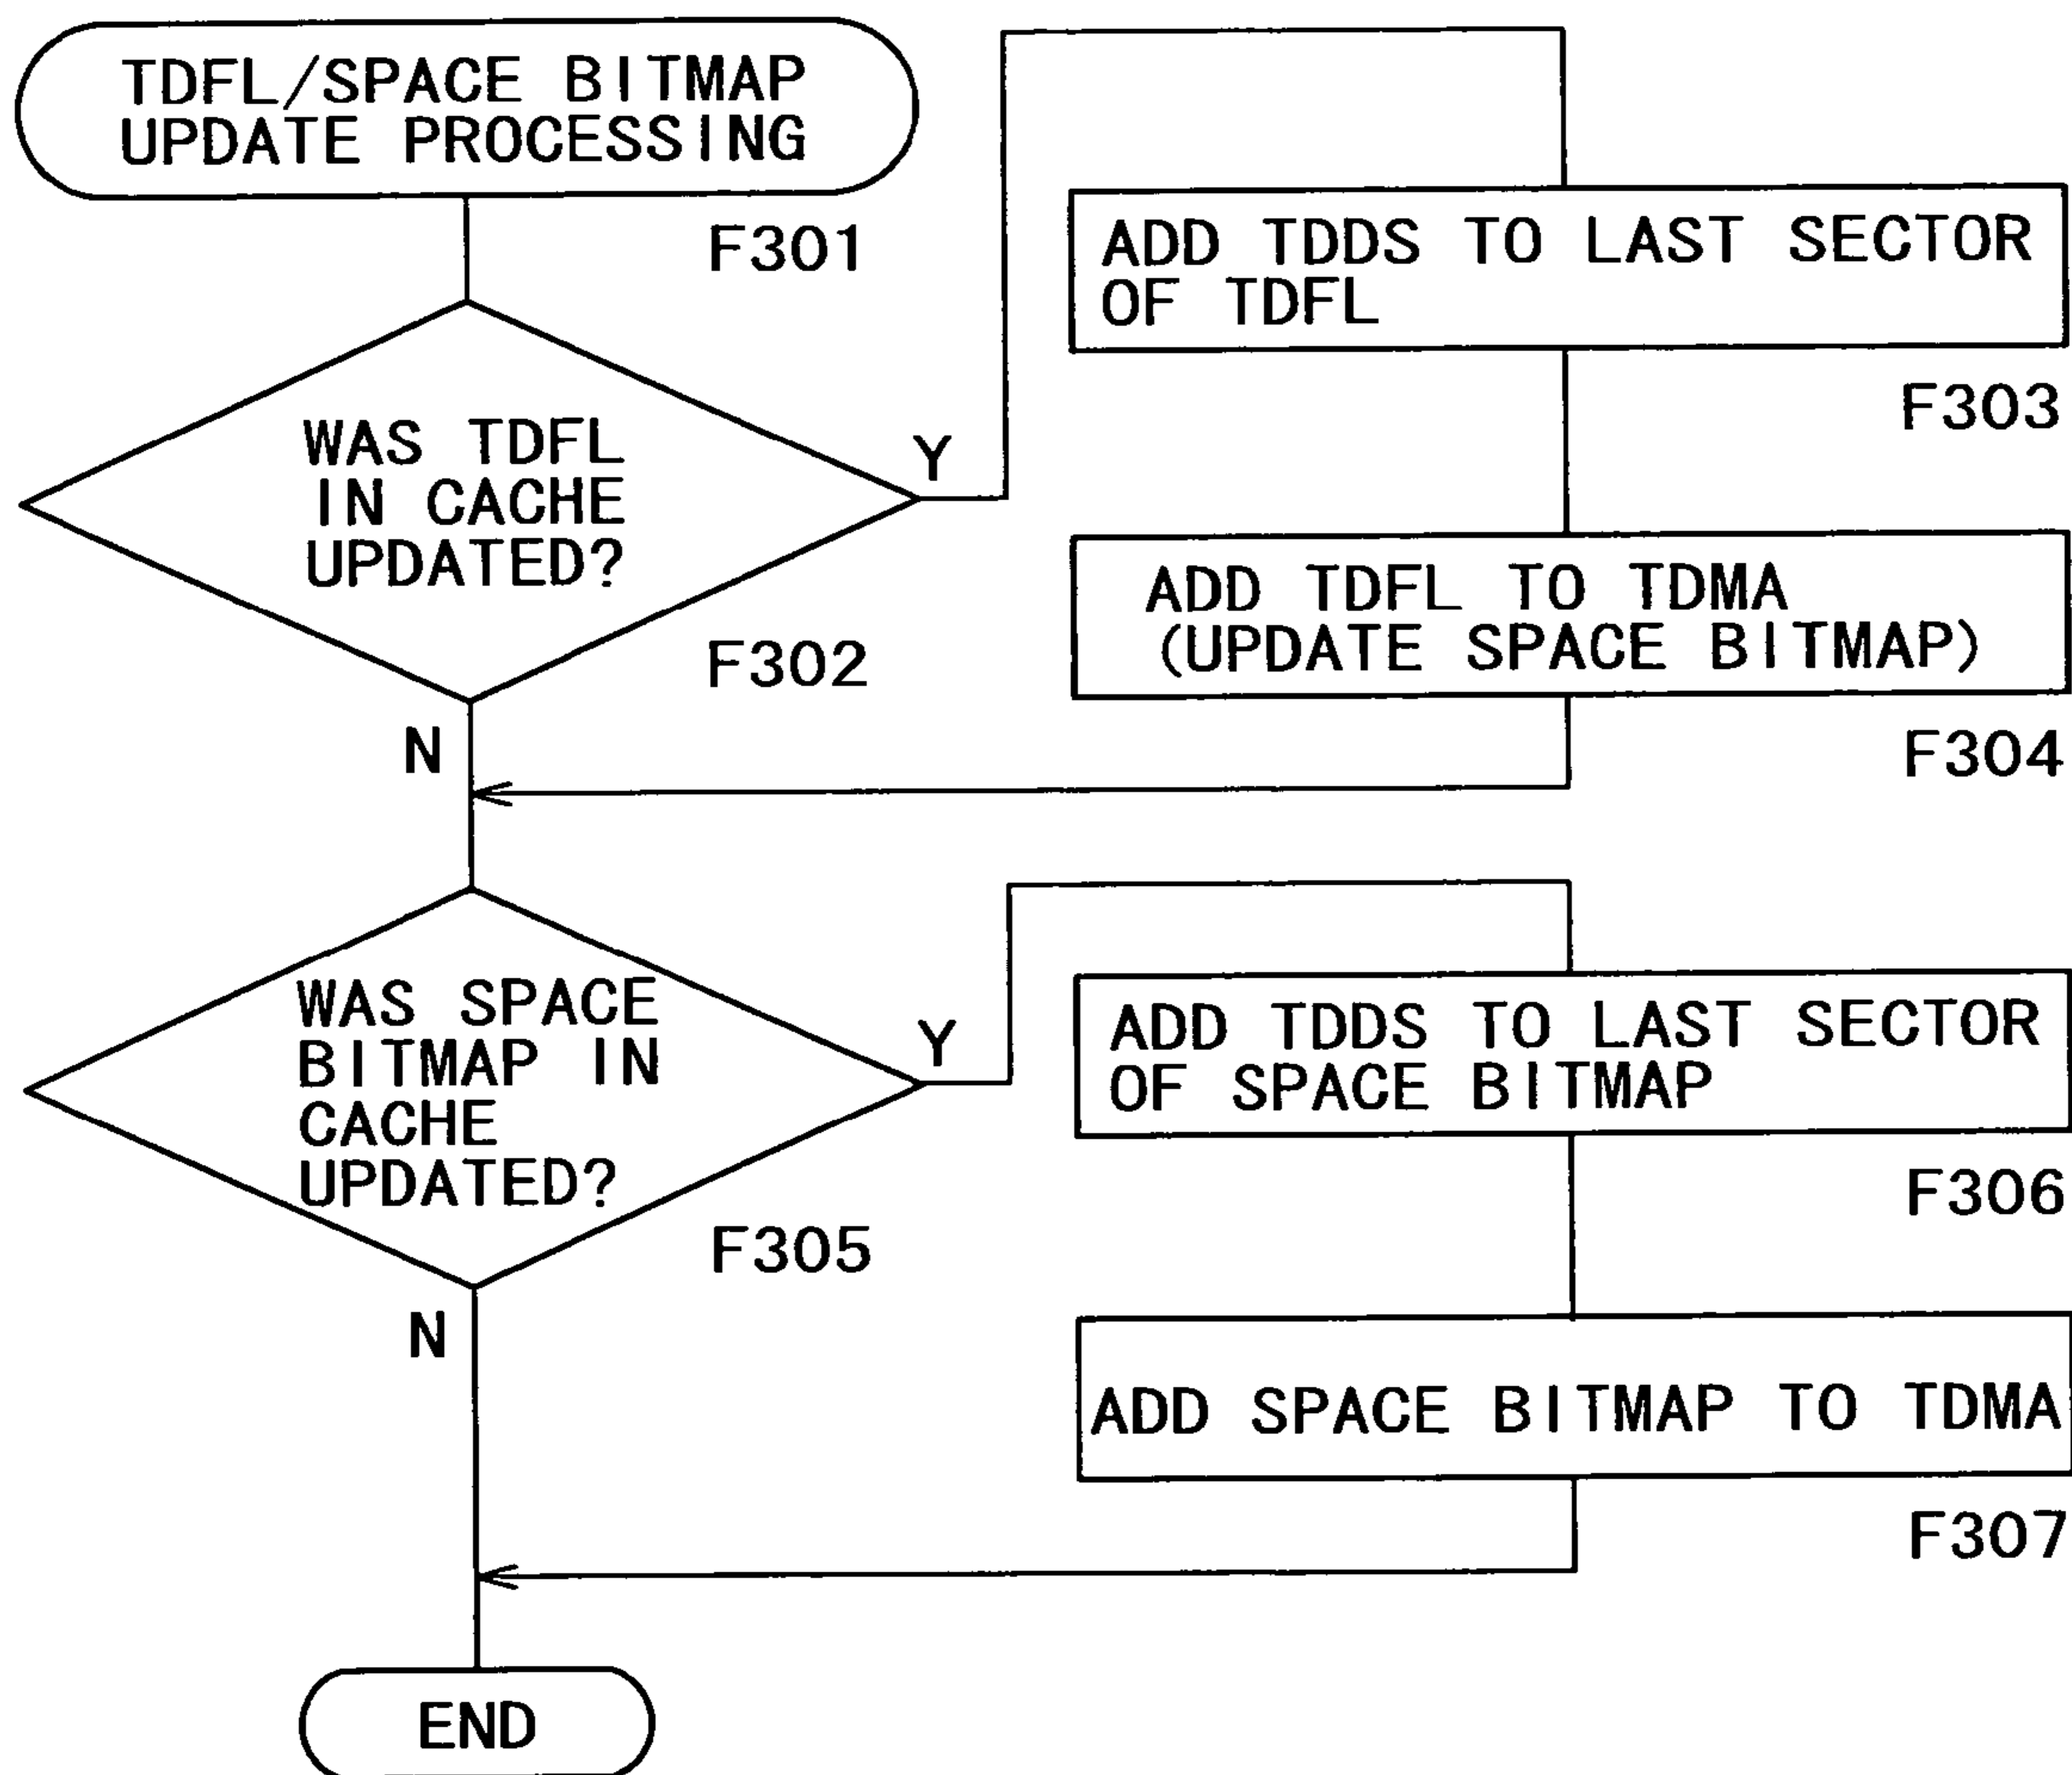 TDFL/SPACE BITMAP
UPDATE PROCESSING
F301
WAS TDFL
IN CACHE
UPDATED?
Y
F302
N
ADD TDDS TO LAST SECTOR
OF TDFL
F303
ADD TDFL TO TDMA
(UPDATE SPACE BITMAP)
F304
WAS SPACE
BITMAP IN
CACHE
UPDATED?
Y
F305
N
ADD TDDS TO LAST SECTOR
OF SPACE BITMAP
F306
ADD SPACE BITMAP TO TDMA
F307
END